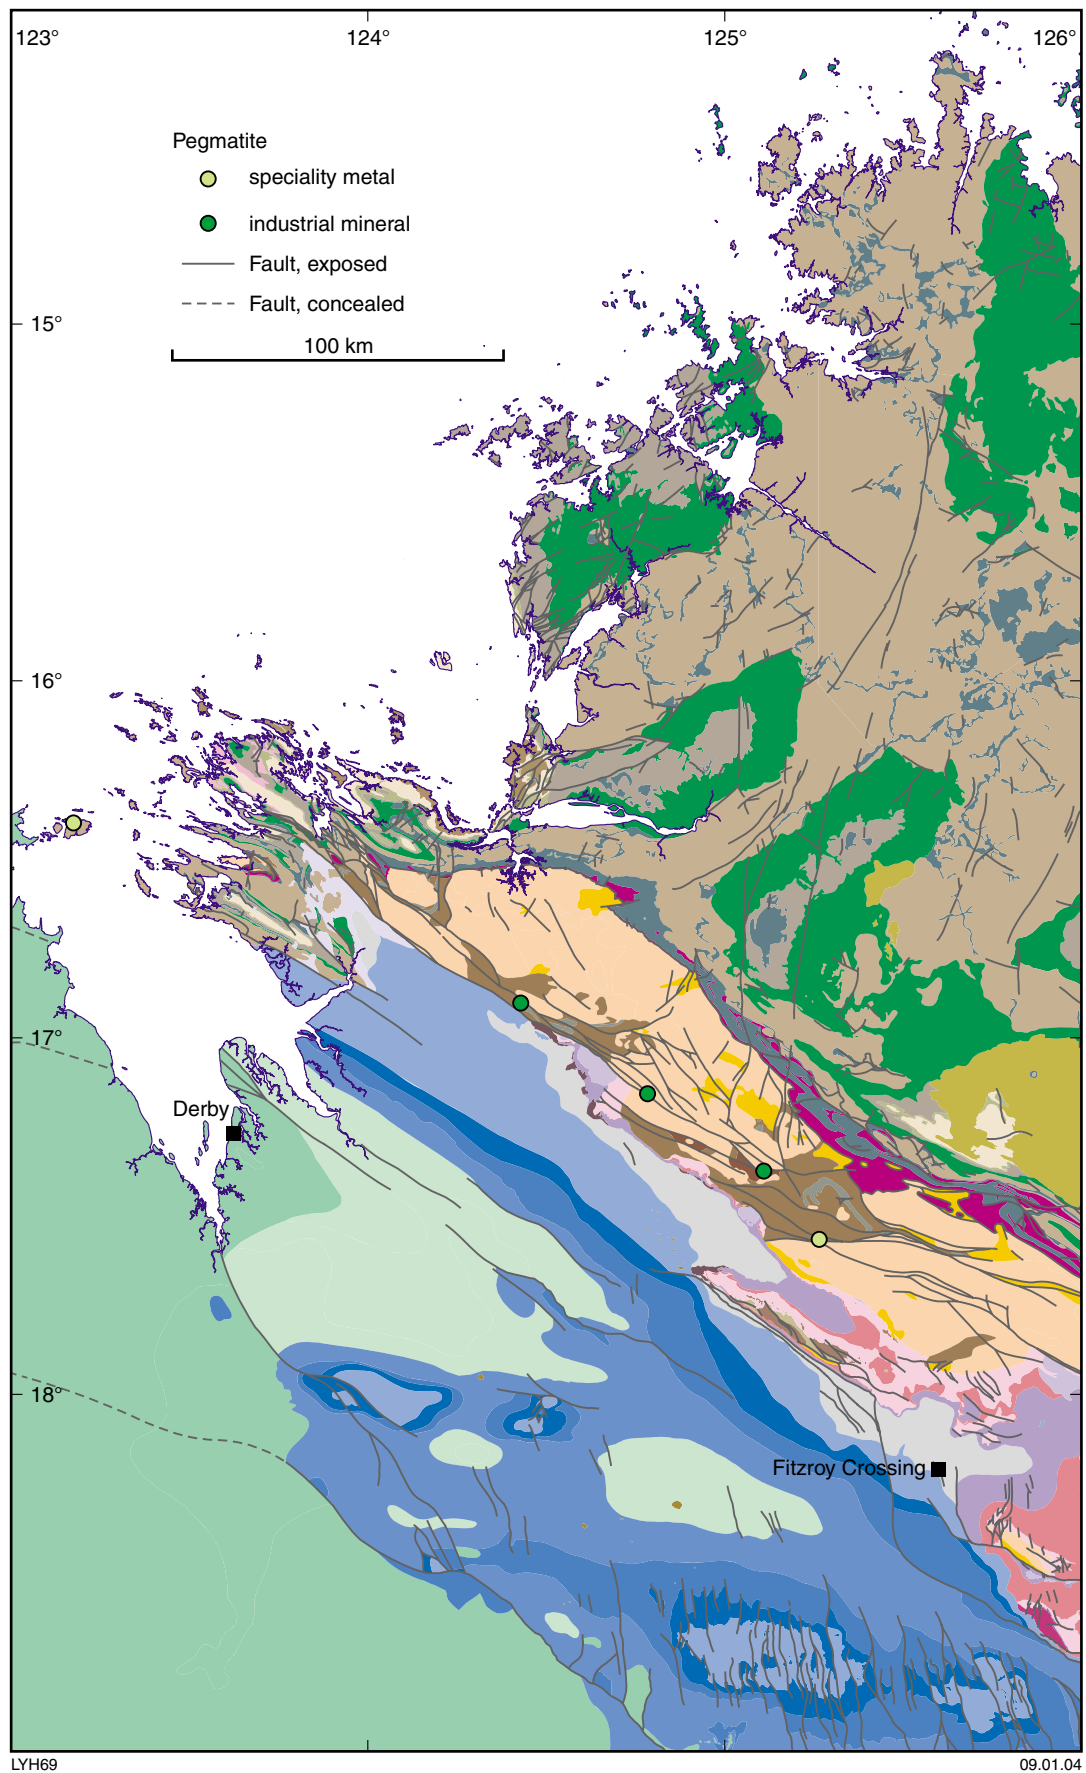 123°
124°
125°
126°
Pegmatite
speciality metal
industrial mineral
Fault, exposed
Fault, concealed
100 km
15°
16°
17°
Derby
18°
Fitzroy Crossing
LYH69
09.01.04